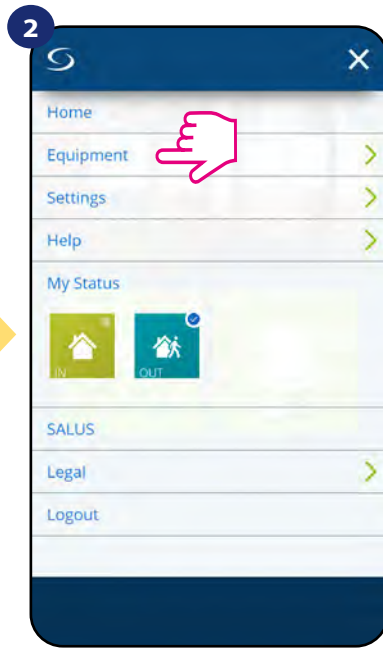 2
Home
Equipment
Settings
Help
My Status
IN
OUT
SALUS
Legal
Logout